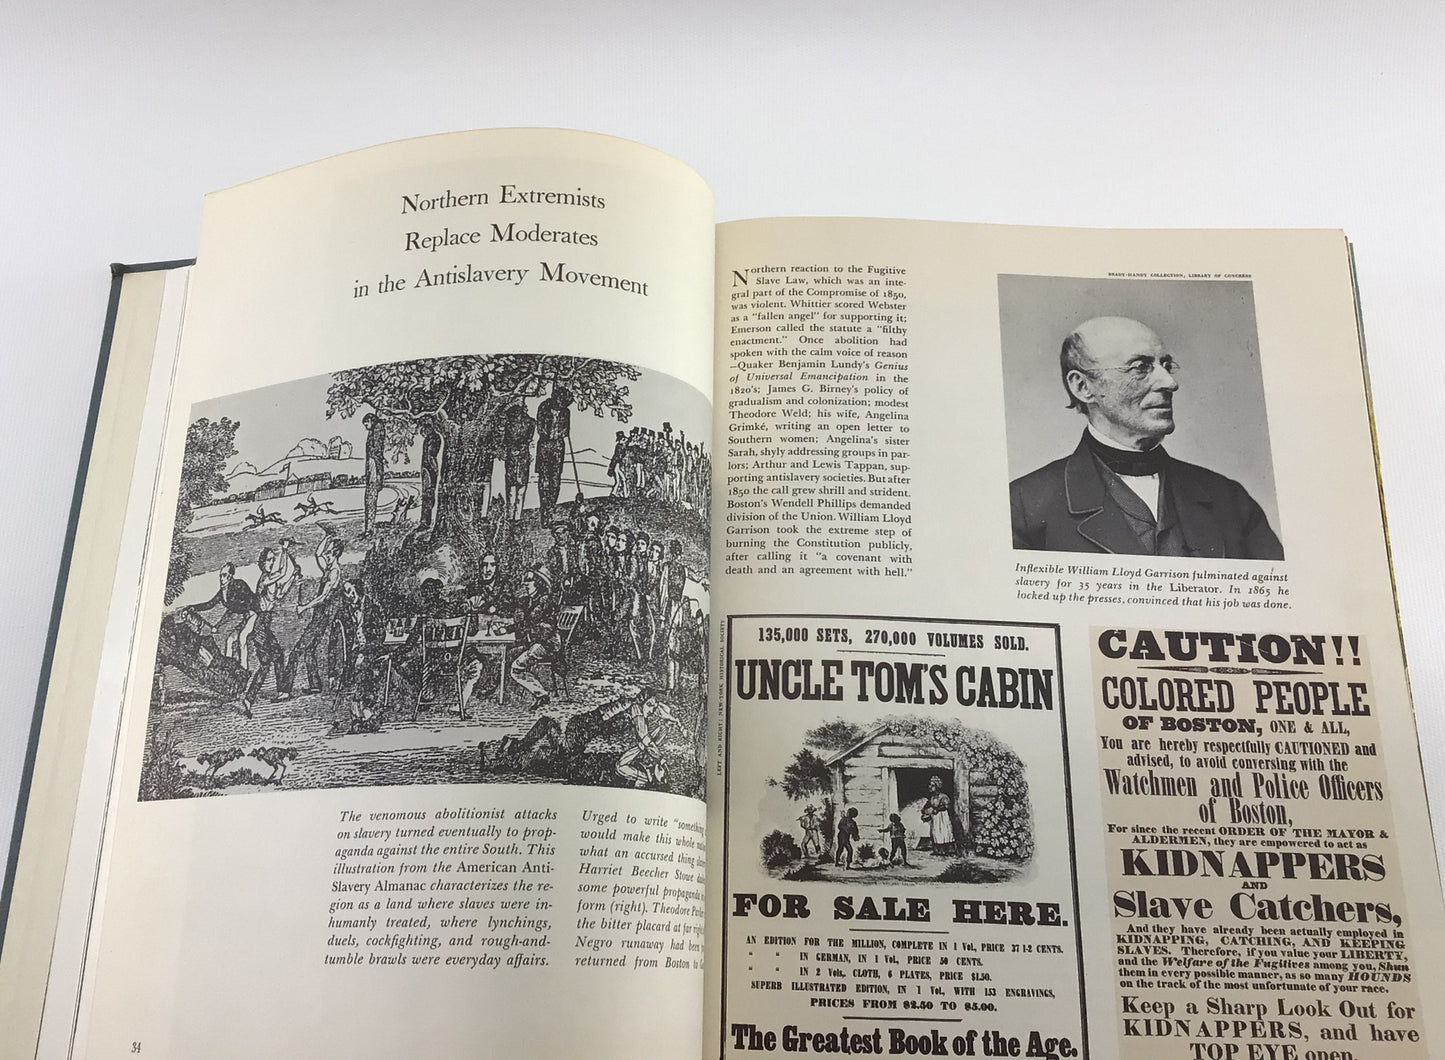 Northern Extremists
Replace Moderates
in the Antislavery Movement
The venomous abolitionist attacks
on slavery turned eventually to prop-
aganda against the entire South. This
illustration from the American Anti-
Slavery Almanac characterizes the re-
gion as a land where slaves were in-
humanly treated, where lynchings,
duels, cockfighting, and rough-and-
tumble brawls were everyday affairs.
Urged to write "something
would make this whole
what an accursed thing
Harriet Beecher Stowe
some powerful propaganda
form (right). Theodore
the bitter placard at far right
Negro runaway had been
returned from Boston to
34
Northern reaction to the Fugitive
Slave Law, which was an inte-
gral part of the Compromise of 1850,
was violent. Whittier scored Webster
as a "fallen angel" for supporting it;
Emerson called the statute a "filthy
enactment." Once abolition had
spoken with the calm voice of reason
—Quaker Benjamin Lundy's Genius
of Universal Emancipation in the
1820's; James G. Birney's policy of
gradualism and colonization; modest
Theodore Weld; his wife, Angelina
Grimké, writing an open letter to
Southern women; Angelina's sister
Sarah, shyly addressing groups in par-
lors; Arthur and Lewis Tappan, sup-
porting antislavery societies. But after
1850 the call grew shrill and strident.
Boston's Wendell Phillips demanded
division of the Union. William Lloyd
Garrison took the extreme step of
burning the Constitution publicly,
after calling it "a covenant with
death and an agreement with hell."
BRADY-HANDY COLLECTION, LIBRARY OF CONGRESS
Inflexible William Lloyd Garrison fulminated against
slavery for 35 years in the Liberator. In 1865 he
locked up the presses, convinced that his job was done.
LEFT AND RIGHT: NEW-YORK HISTORICAL SOCIETY
135,000 SETS, 270,000 VOLUMES SOLD.
UNCLE TOM'S CABIN
FOR SALE HERE.
AN EDITION FOR THE MILLION, COMPLETE IN 1 Vol., PRICE 37 1-2 CENTS.
" " IN GERMAN, IN 1 Vol., PRICE 50 CENTS.
" " IN 2 Vols., CLOTH, 6 PLATES, PRICE $1.50.
SUPERB ILLUSTRATED EDITION, IN 1 Vol., WITH 153 ENGRAVINGS,
PRICES FROM $2.50 TO $5.00.
The Greatest Book of the Age.
CAUTION!!
COLORED PEOPLE
OF BOSTON, ONE & ALL,
You are hereby respectfully CAUTIONED and
advised, to avoid conversing with the
Watchmen and Police Officers
of Boston,
For since the recent ORDER OF THE MAYOR &
ALDERMEN, they are empowered to act as
KIDNAPPERS
AND
Slave Catchers,
And they have already been actually employed in
KIDNAPPING, CATCHING, AND KEEPING
SLAVES. Therefore, if you value your LIBERTY,
and the Welfare of the Fugitives among you, Shun
them in every possible manner, as so many HOUNDS
on the track of the most unfortunate of your race.
Keep a Sharp Look Out for
KIDNAPPERS, and have
TOP EYE open